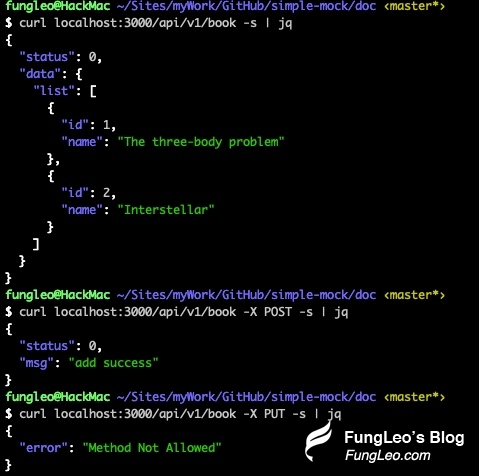 fungleo@HackMac ~/Sites/myWork/GitHub/simple-mock/doc ‹master*›
$ curl localhost:3000/api/v1/book -s | jq
{
  "status": 0,
  "data": {
    "list": [
      {
        "id": 1,
        "name": "The three-body problem"
      },
      {
        "id": 2,
        "name": "Interstellar"
      }
    ]
  }
}
fungleo@HackMac ~/Sites/myWork/GitHub/simple-mock/doc ‹master*›
$ curl localhost:3000/api/v1/book -X POST -s | jq
{
  "status": 0,
  "msg": "add success"
}
fungleo@HackMac ~/Sites/myWork/GitHub/simple-mock/doc ‹master*›
$ curl localhost:3000/api/v1/book -X PUT -s | jq
{
  "error": "Method Not Allowed"
}
FungLeo's Blog
FungLeo.com